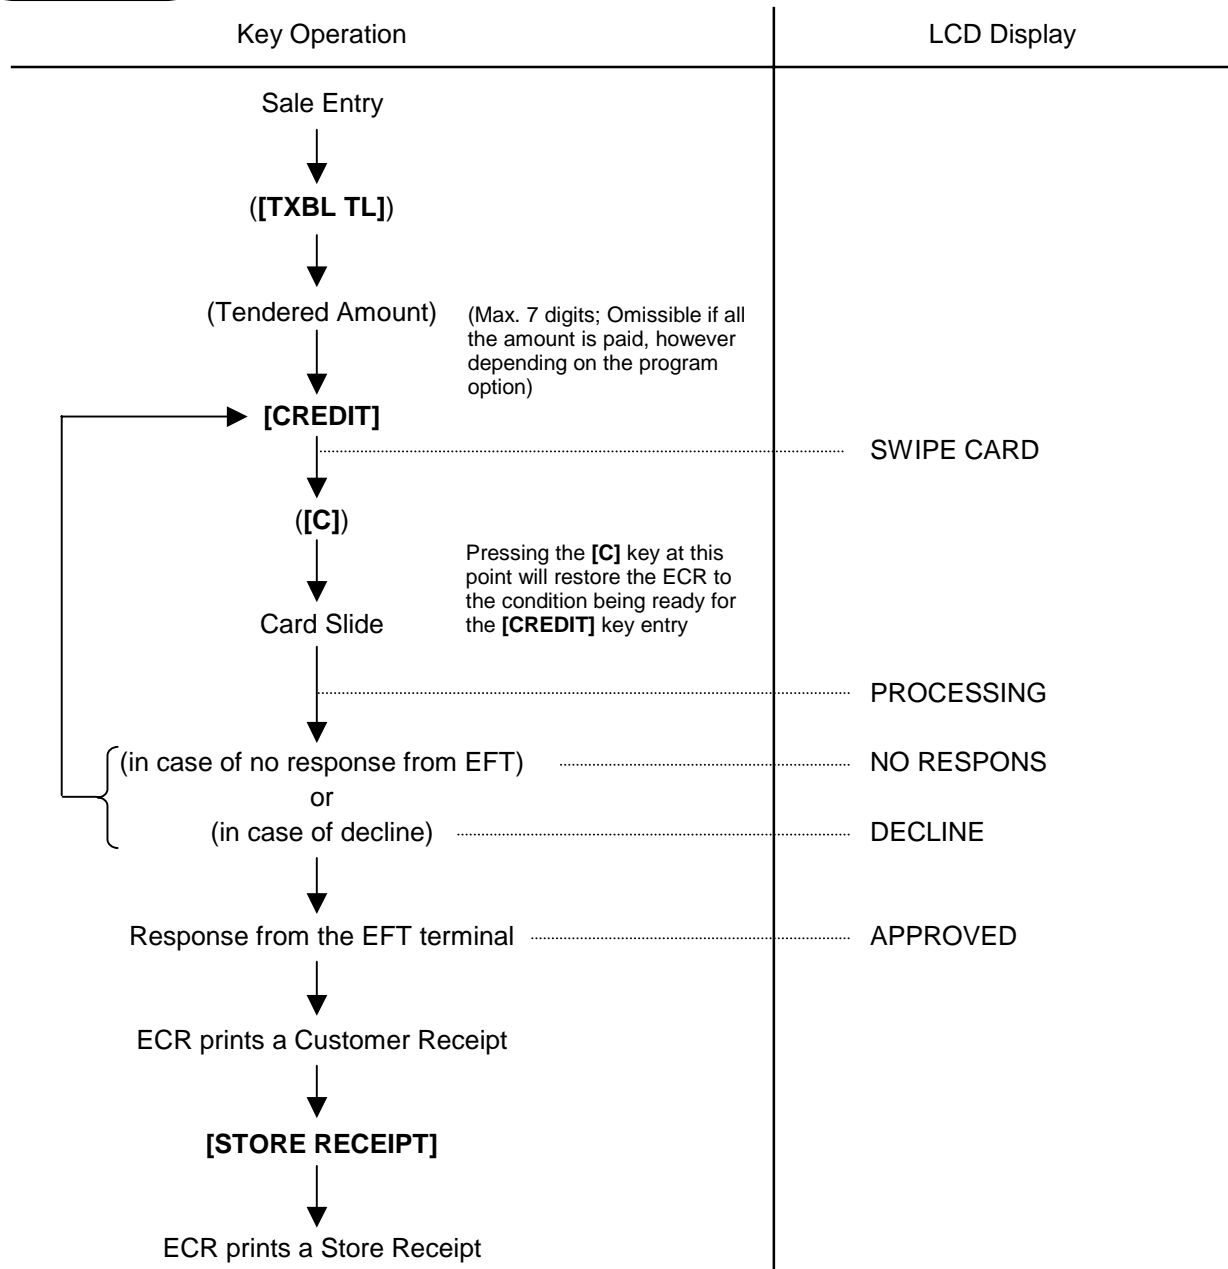 Key Operation
LCD Display
Sale Entry
([TXBL TL])
(Tendered Amount)
(Max. 7 digits; Omissible if all
the amount is paid, however
depending on the program
option)
[CREDIT]
SWIPE CARD
([C])
Pressing the [C] key at this
point will restore the ECR to
the condition being ready for
the [CREDIT] key entry
Card Slide
PROCESSING
(in case of no response from EFT)
NO RESPONS
or
(in case of decline)
DECLINE
Response from the EFT terminal
APPROVED
ECR prints a Customer Receipt
[STORE RECEIPT]
ECR prints a Store Receipt